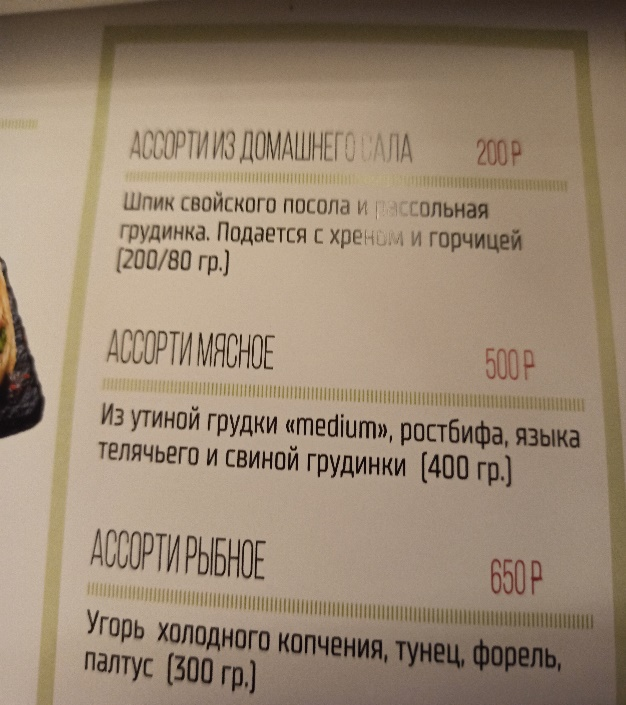 АССОРТИ ИЗ ДОМАШНЕГО САЛА 200₽
Шпик свойского посола и рассольная
грудинка. Подается с хреном и горчицей
(200/80 гр.)
АССОРТИ МЯСНОЕ 500₽
Из утиной грудки «medium», ростбифа, языка
телячьего и свиной грудинки (400 гр.)
АССОРТИ РЫБНОЕ 650₽
Угорь холодного копчения, тунец, форель,
палтус (300 гр.)